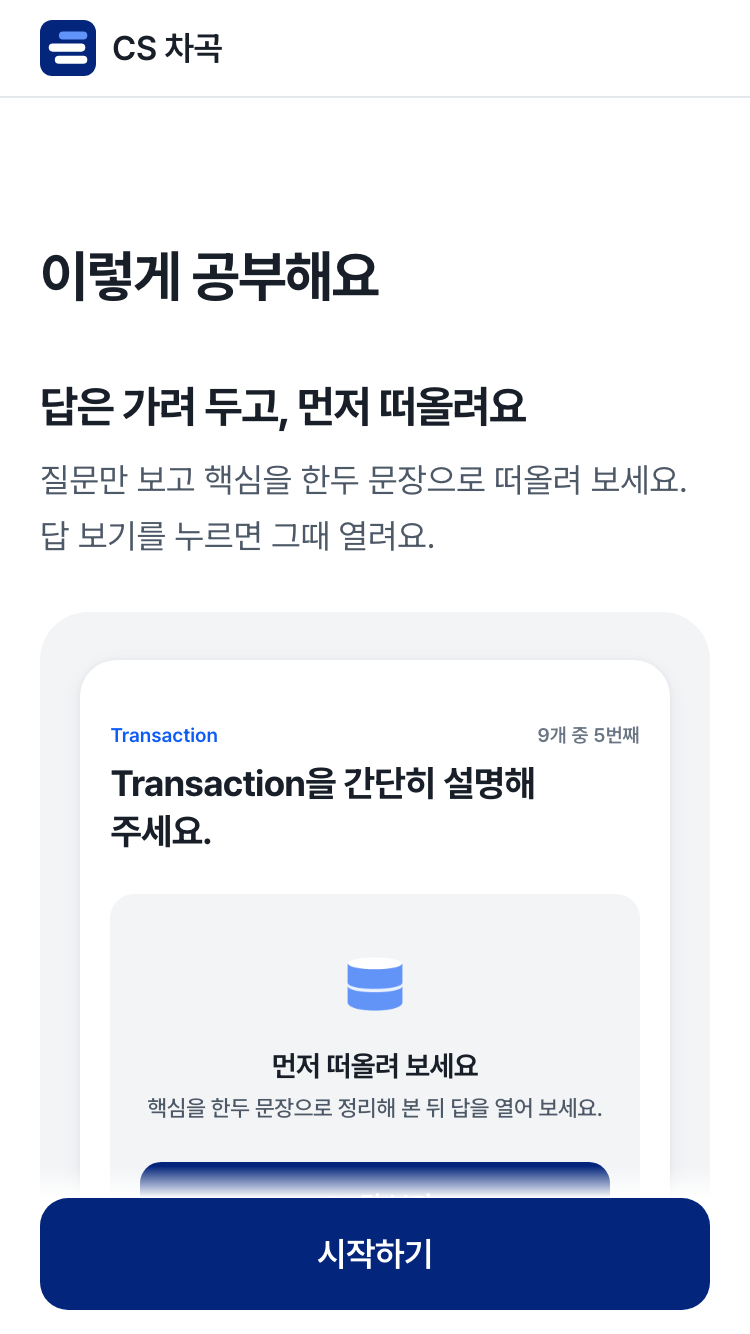 CS 차곡
이렇게 공부해요
답은 가려 두고, 먼저 떠올려요
질문만 보고 핵심을 한두 문장으로 떠올려 보세요.
답 보기를 누르면 그때 열려요.
Transaction
9개 중 5번째
Transaction을 간단히 설명해
주세요.
먼저 떠올려 보세요
핵심을 한두 문장으로 정리해 본 뒤 답을 열어 보세요.
시작하기